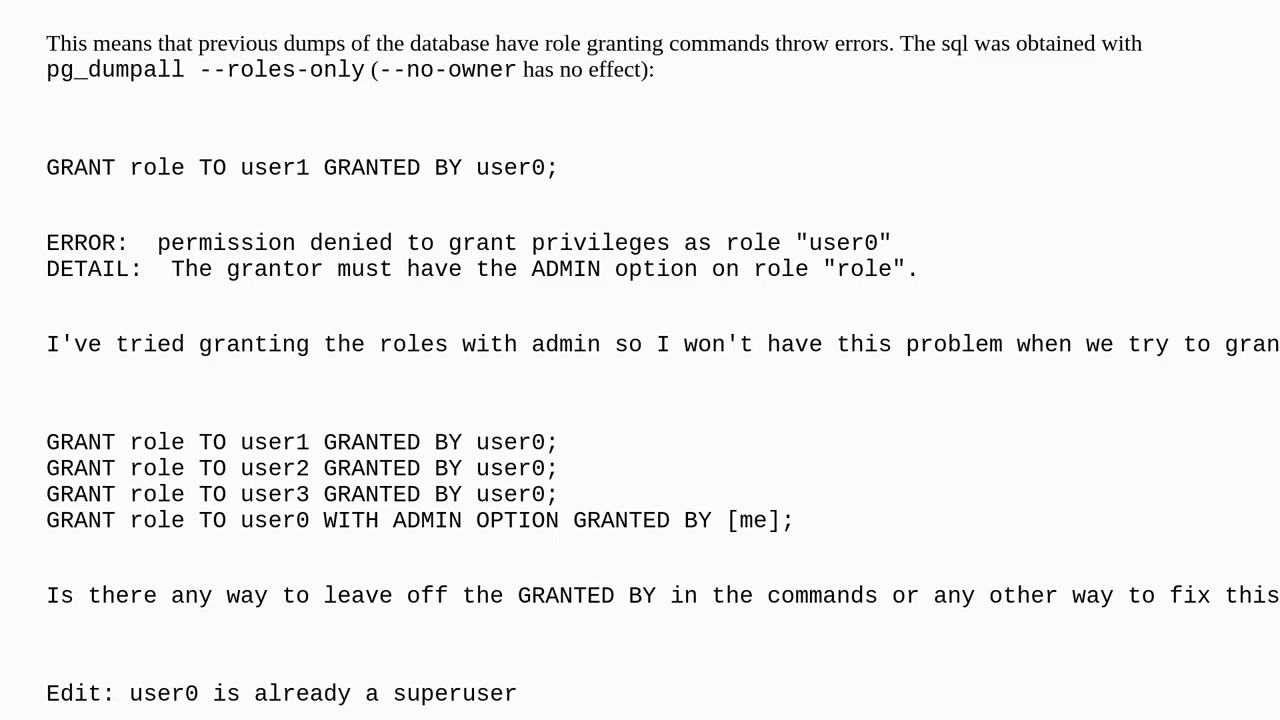 This means that previous dumps of the database have role granting commands throw errors. The sql was obtained with
pg_dumpall --roles-only (--no-owner has no effect):
GRANT role TO user1 GRANTED BY user0;
ERROR:  permission denied to grant privileges as role "user0"
DETAIL:  The grantor must have the ADMIN option on role "role".
I've tried granting the roles with admin so I won't have this problem when we try to gran
GRANT role TO user1 GRANTED BY user0;
GRANT role TO user2 GRANTED BY user0;
GRANT role TO user3 GRANTED BY user0;
GRANT role TO user0 WITH ADMIN OPTION GRANTED BY [me];
Is there any way to leave off the GRANTED BY in the commands or any other way to fix this
Edit: user0 is already a superuser